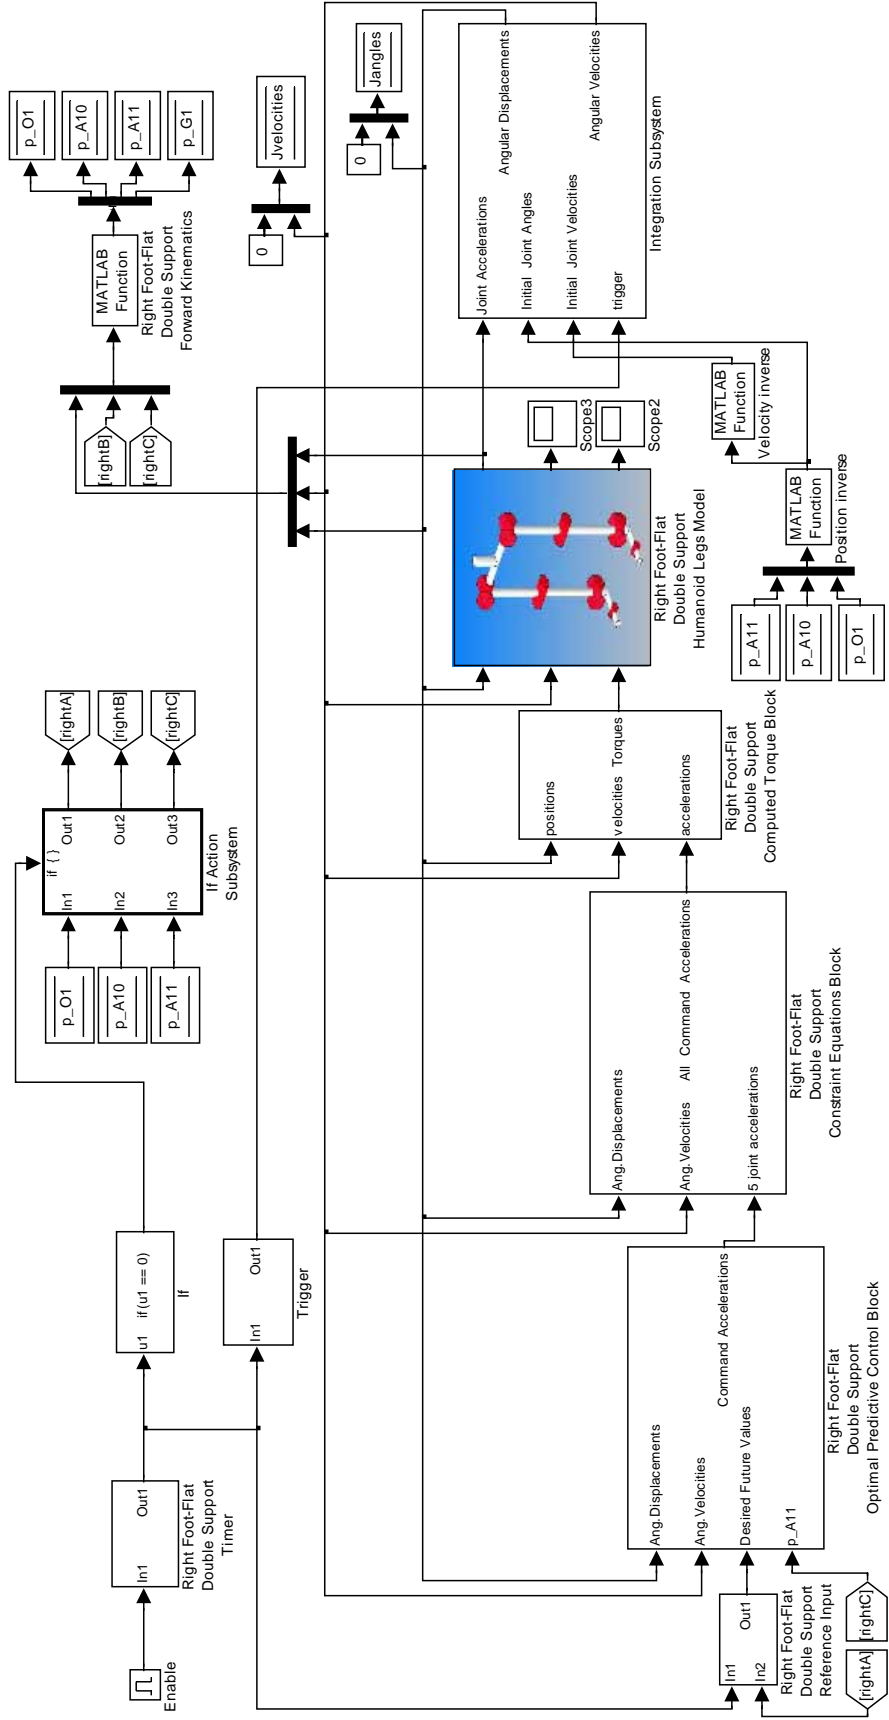 Enable
In1
Out1
Right Foot-Flat
Double Support
Timer
u1
if(u1 == 0)
If
In1
Out1
Trigger
p_O1
p_A10
p_A11
if { }
In1
In2
In3
Out1
Out2
Out3
If Action
Subsystem
[rightA]
[rightB]
[rightC]
[rightB]
[rightC]
MATLAB
Function
Right Foot-Flat
Double Support
Forward Kinematics
p_O1
p_A10
p_A11
p_G1
0
Jvelocities
0
Jangles
In1
In2
Out1
Right Foot-Flat
Double Support
Reference Input
[rightA]
[rightC]
Ang.Displacements
Ang.Velocities
Desired Future Values
p_A11
Command Accelerations
Right Foot-Flat
Double Support
Optimal Predictive Control Block
Ang.Displacements
Ang.Velocities
5 joint accelerations
All Command Accelerations
Right Foot-Flat
Double Support
Constraint Equations Block
positions
velocities
accelerations
Torques
Right Foot-Flat
Double Support
Computed Torque Block
Right Foot-Flat
Double Support
Humanoid Legs Model
Scope3
Scope2
p_A11
p_A10
p_O1
MATLAB
Function
Position inverse
MATLAB
Function
Velocity inverse
Joint Accelerations
Initial Joint Angles
Initial Joint Velocities
trigger
Angular Displacements
Angular Velocities
Integration Subsystem